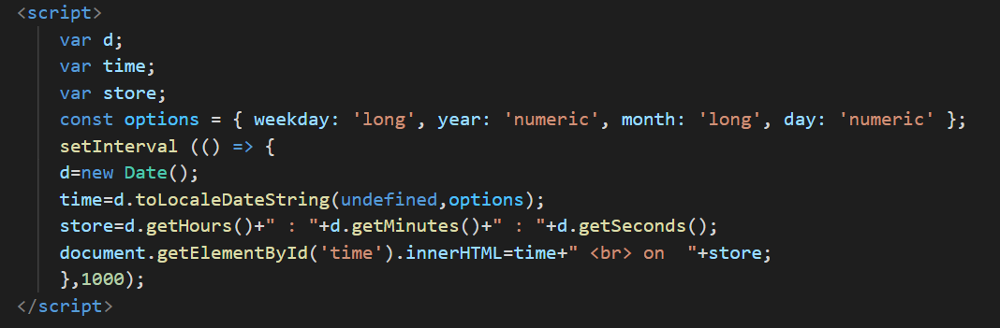 <script>
var d;
var time;
var store;
const options = { weekday: 'long', year: 'numeric', month: 'long', day: 'numeric' };
setInterval (() => {
d=new Date();
time=d.toLocaleDateString(undefined,options);
store=d.getHours()+" : "+d.getMinutes()+" : "+d.getSeconds();
document.getElementById('time').innerHTML=time+" <br> on  "+store;
},1000);
</script>